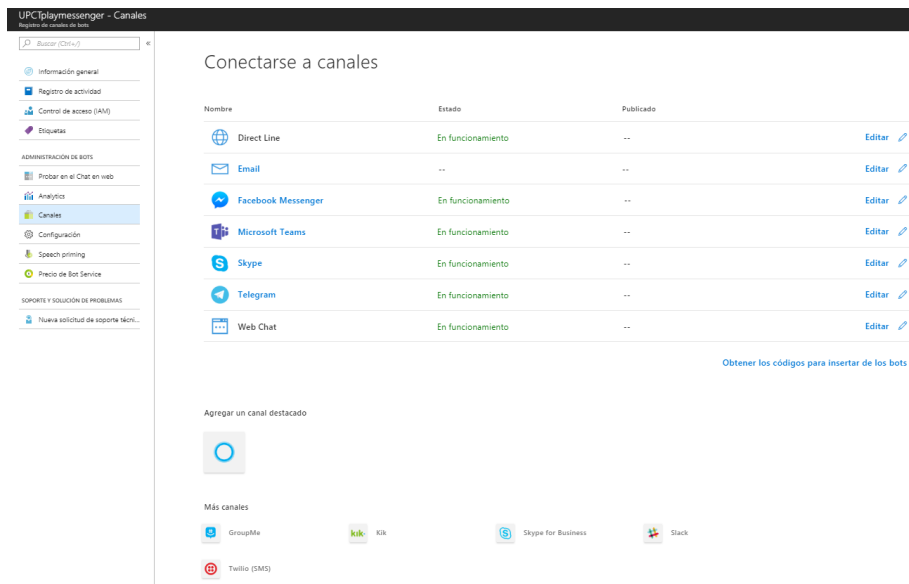 UPCTplaymessenger - Canales
Registro de canales de bots
Buscar (Ctrl+/)
«
Información general
Registro de actividad
Control de acceso (IAM)
Etiquetas
ADMINISTRACIÓN DE BOTS
Probar en el Chat en web
Analytics
Canales
Configuración
Speech priming
Precio de Bot Service
SOPORTE Y SOLUCIÓN DE PROBLEMAS
Nueva solicitud de soporte técni...
Conectarse a canales
Nombre Estado Publicado
Direct Line En funcionamiento -- Editar
Email -- -- Editar
Facebook Messenger En funcionamiento -- Editar
Microsoft Teams En funcionamiento -- Editar
Skype En funcionamiento -- Editar
Telegram En funcionamiento -- Editar
Web Chat En funcionamiento -- Editar
Obtener los códigos para insertar de los bots
Agregar un canal destacado
Más canales
GroupMe kik Kik Skype for Business Slack
Twilio (SMS)